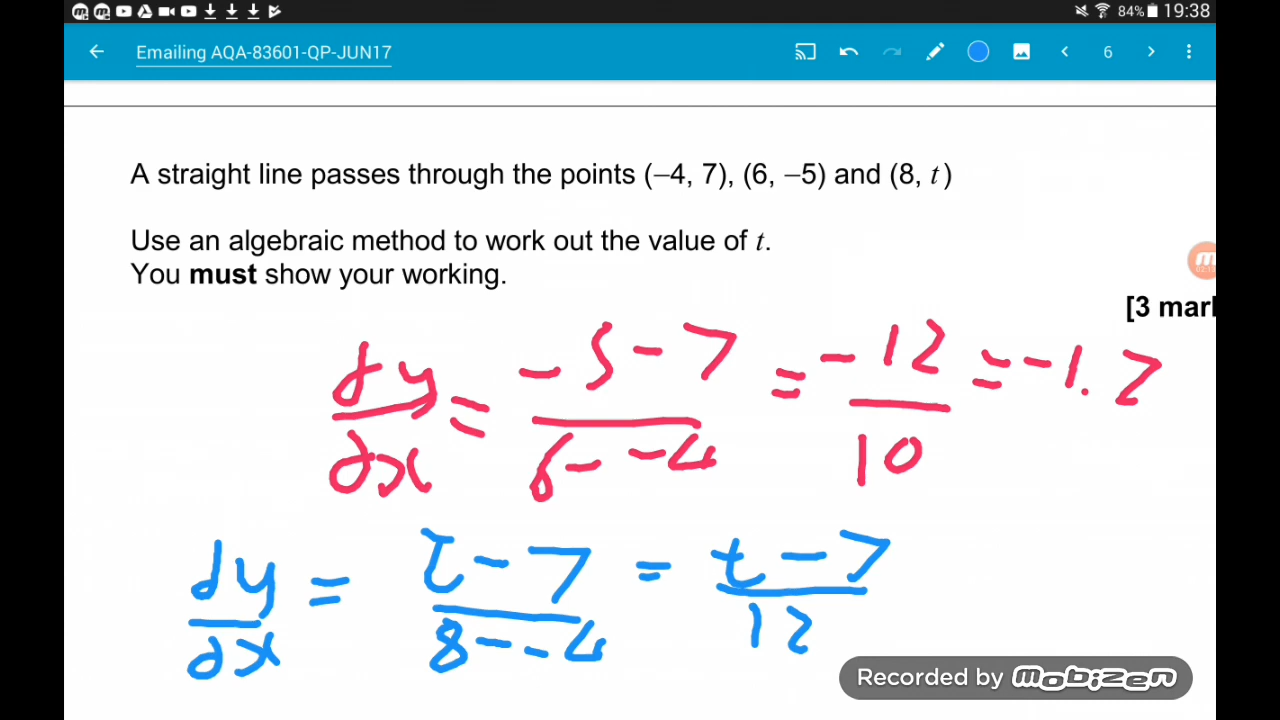 84% 19:38
Emailing AQA-83601-QP-JUN17
6
A straight line passes through the points (−4, 7), (6, −5) and (8, t)
Use an algebraic method to work out the value of t.
You must show your working.
[3 mar
dy/dx = -5-7/6--4 = -12/10 = -1.2
dy/dx = t-7/8--4 = t-7/12
Recorded by mobizen